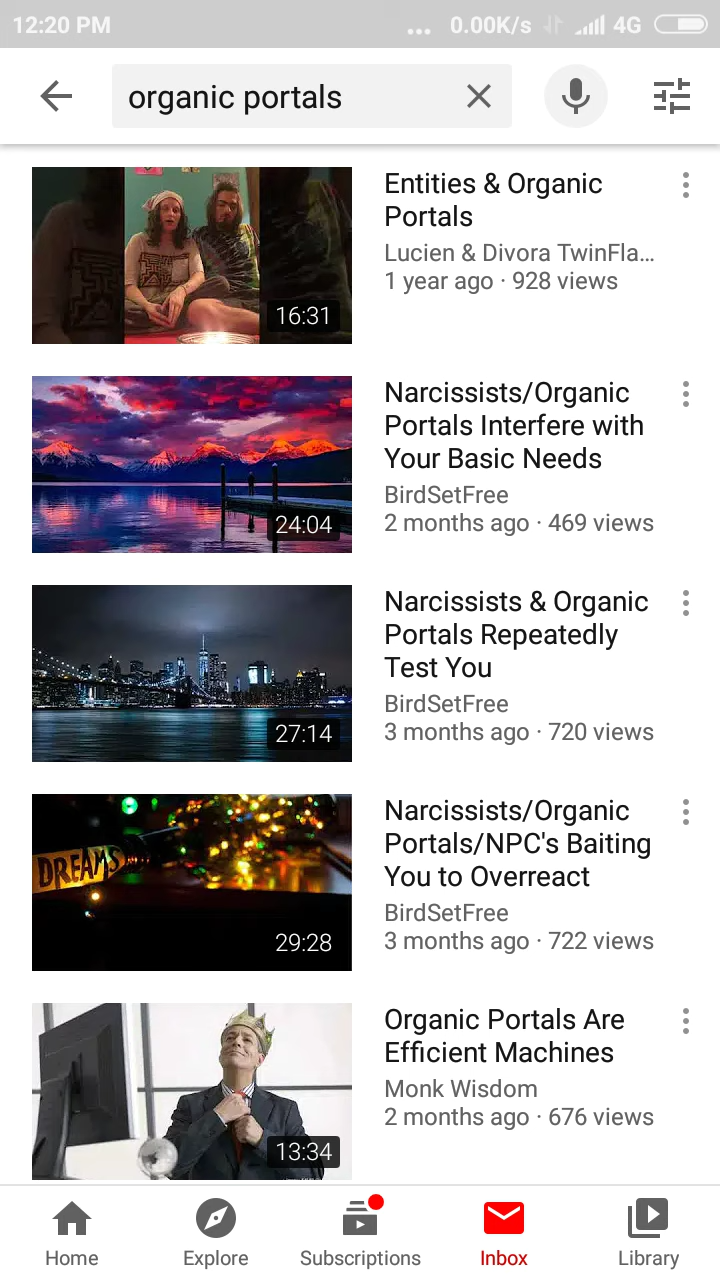 12:20 PM ... 0.00K/s 4G
organic portals
Entities & Organic
Portals
Lucien & Divora TwinFla...
1 year ago · 928 views
16:31
Narcissists/Organic
Portals Interfere with
Your Basic Needs
BirdSetFree
2 months ago · 469 views
24:04
Narcissists & Organic
Portals Repeatedly
Test You
BirdSetFree
3 months ago · 720 views
27:14
DREAMS
Narcissists/Organic
Portals/NPC's Baiting
You to Overreact
BirdSetFree
3 months ago · 722 views
29:28
Organic Portals Are
Efficient Machines
Monk Wisdom
2 months ago · 676 views
13:34
Home Explore Subscriptions Inbox Library